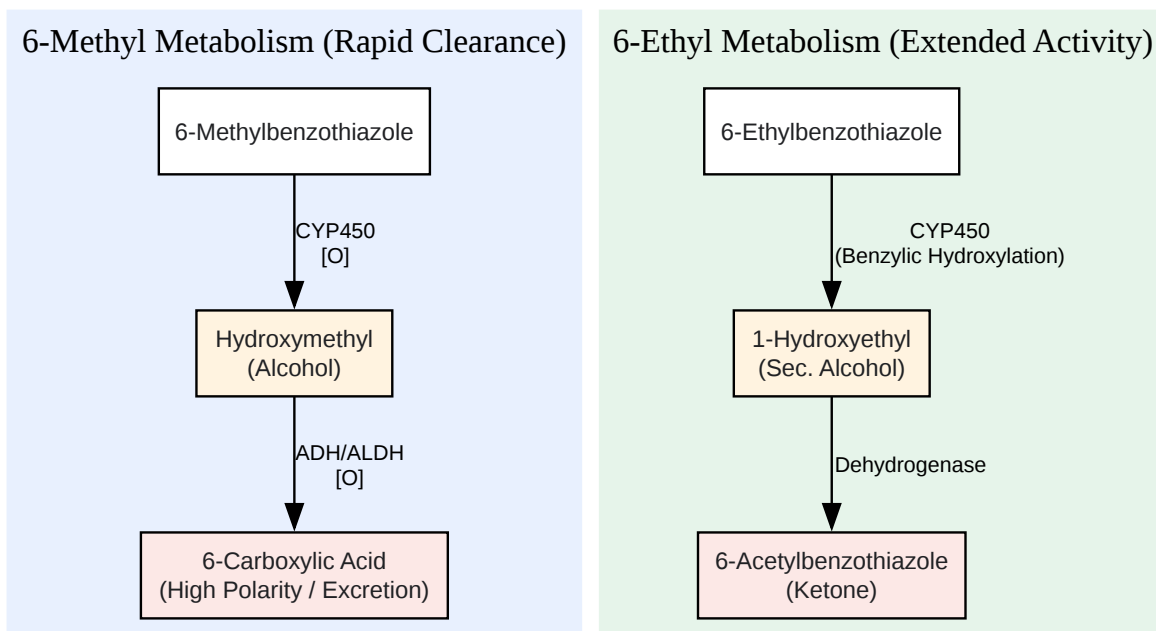 6-Methyl Metabolism (Rapid Clearance)
6-Methylbenzothiazole
CYP450
[O]
Hydroxymethyl
(Alcohol)
ADH/ALDH
[O]
6-Carboxylic Acid
(High Polarity / Excretion)
6-Ethyl Metabolism (Extended Activity)
6-Ethylbenzothiazole
CYP450
(Benzylic Hydroxylation)
1-Hydroxyethyl
(Sec. Alcohol)
Dehydrogenase
6-Acetylbenzothiazole
(Ketone)